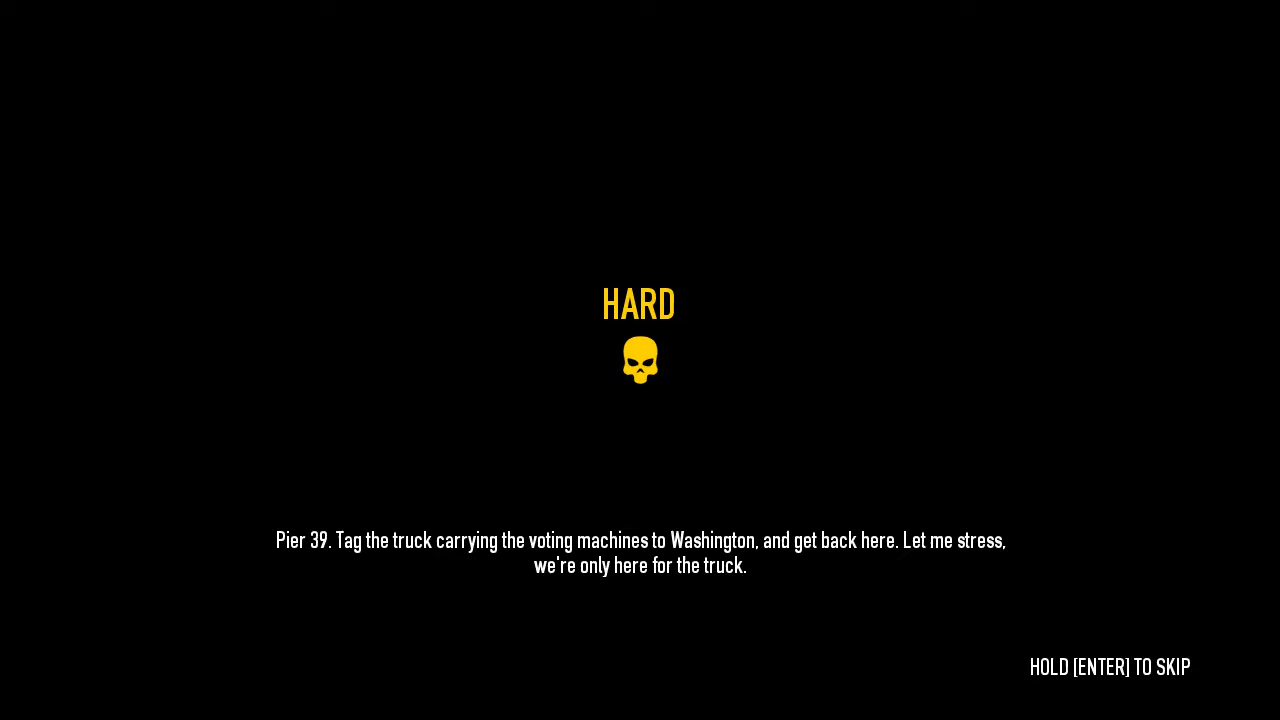 HARD
Pier 39. Tag the truck carrying the voting machines to Washington, and get back here. Let me stress,
we're only here for the truck.
HOLD [ENTER] TO SKIP